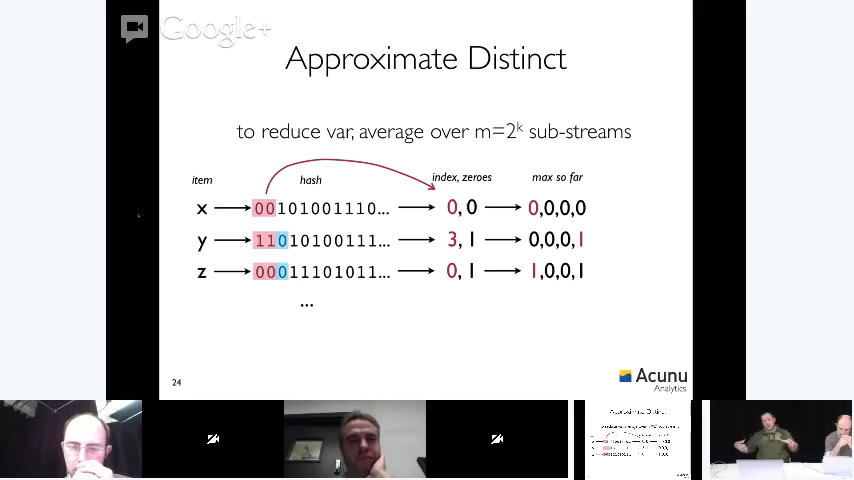 Google+
Approximate Distinct
to reduce var, average over m=2^k sub-streams
item hash index, zeroes max so far
x 00101001110... 0, 0 0,0,0,0
y 11010100111... 3, 1 0,0,0,1
z 00011101011... 0, 1 1,0,0,1
...
24
Acunu
Analytics
Approximate Distinct